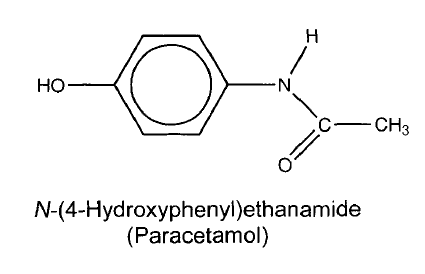 H
HO N
C CH3
O
N-(4-Hydroxyphenyl)ethanamide
(Paracetamol)